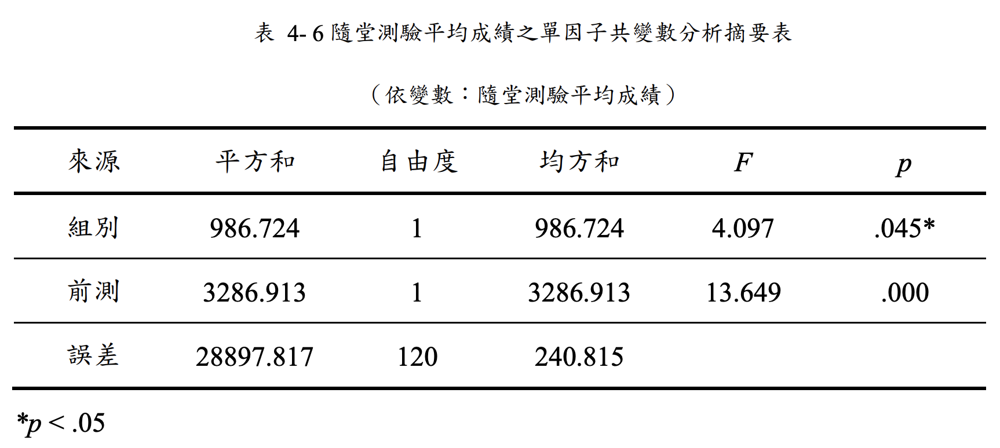 表 4- 6 隨堂測驗平均成績之單因子共變數分析摘要表
（依變數：隨堂測驗平均成績）
來源 平方和 自由度 均方和 F p
組別 986.724 1 986.724 4.097 .045*
前測 3286.913 1 3286.913 13.649 .000
誤差 28897.817 120 240.815
*p < .05